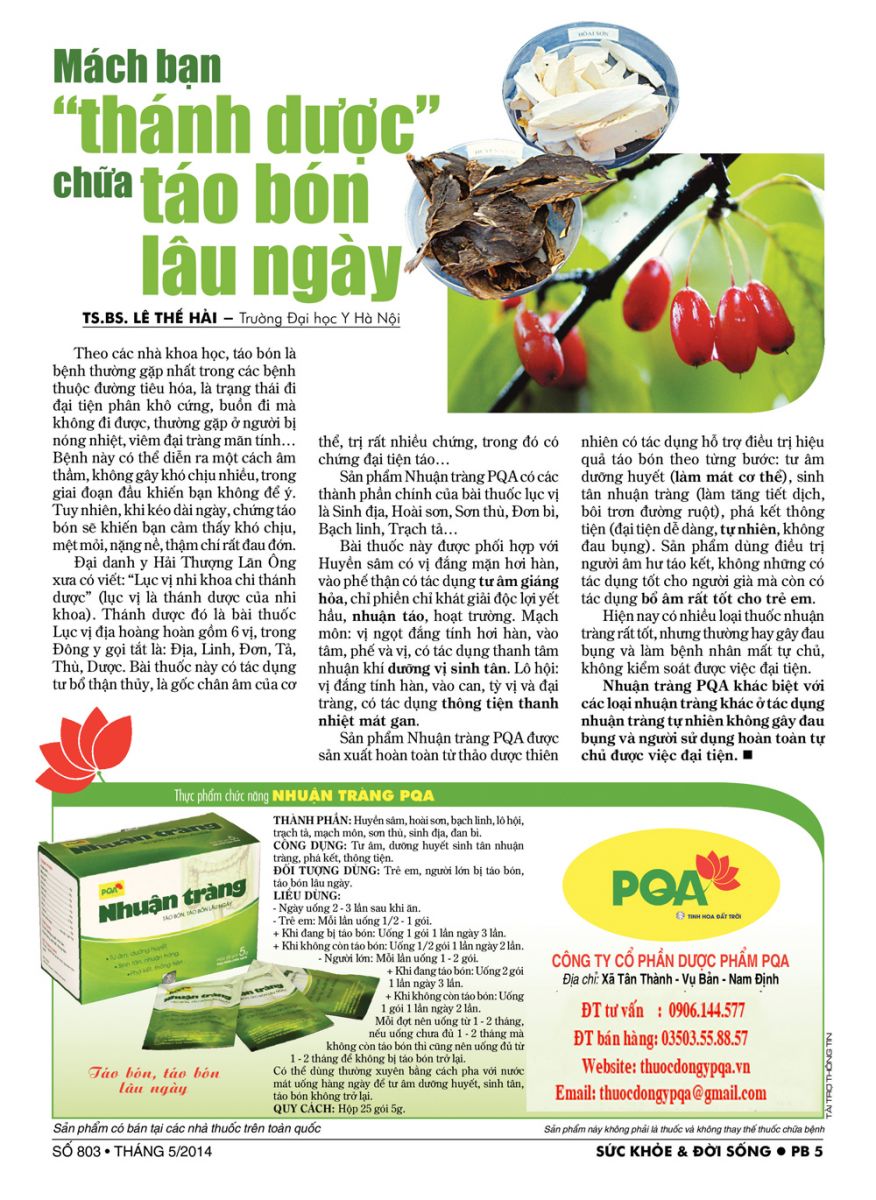 Mách bạn
“thánh dược”
chữa táo bón
lâu ngày
TS.BS. LÊ THẾ HẢI – Trường Đại học Y Hà Nội
HOÀI SƠN
Theo các nhà khoa học, táo bón là
bệnh thường gặp nhất trong các bệnh
thuộc đường tiêu hóa, là trạng thái đi
đại tiện phân khô cứng, buồn đi mà
không đi được, thường gặp ở người bị
nóng nhiệt, viêm đại tràng mãn tính…
Bệnh này có thể diễn ra một cách âm
thầm, không gây khó chịu nhiều, trong
giai đoạn đầu khiến bạn không để ý.
Tuy nhiên, khi kéo dài ngày, chứng táo
bón sẽ khiến bạn cảm thấy khó chịu,
mệt mỏi, nặng nề, thậm chí rất đau đơn.
Đại danh y Hải Thượng Lãn Ông
xưa có viết: “Lục vị nhi khoa chi thánh
dược” (lục vị là thánh dược của nhi
khoa). Thánh dược đó là bài thuốc
Lục vị địa hoàng hoàn gồm 6 vị, trong
Đông y gọi tắt là: Địa, Linh, Đơn, Tả,
Thù, Dược. Bài thuốc này có tác dụng
tư bổ thận thủy, là gốc chân âm của cơ
thể, trị rất nhiều chứng, trong đó có
chứng đại tiện táo…
Sản phẩm Nhuận tràng PQA có các
thành phần chính của bài thuốc lục vị
là Sinh địa, Hoài sơn, Sơn thù, Đơn bì,
Bạch linh, Trạch tả…
Bài thuốc này được phối hợp với
Huyền sâm có vị đắng mặn hơi hàn,
vào phế thận có tác dụng tư âm giáng
hỏa, chỉ phiền chỉ khát giải độc lợi yết
hầu, nhuận táo, hoạt trường. Mạch
môn: vị ngọt đắng tính hơi hàn, vào
tâm, phế và vị, có tác dụng thanh tâm
nhuận khí dưỡng vị sinh tân. Lô hội:
vị đắng tính hàn, vào can, tỳ vị và đại
tràng, có tác dụng thông tiện thanh
nhiệt mát gan.
Sản phẩm Nhuận tràng PQA được
sản xuất hoàn toàn từ thảo dược thiên
nhiên có tác dụng hỗ trợ điều trị hiệu
quả táo bón theo từng bước: tư âm
dưỡng huyết (làm mát cơ thể), sinh
tân nhuận tràng (làm tăng tiết dịch,
bôi trơn đường ruột), phá kết thông
tiện (đại tiện dễ dàng, tự nhiên, không
đau bụng). Sản phẩm dùng điều trị
người âm hư táo kết, không những có
tác dụng tốt cho người già mà còn có
tác dụng bổ âm rất tốt cho trẻ em.
Hiện nay có nhiều loại thuốc nhuận
tràng rất tốt, nhưng thường hay gây đau
bụng và làm bệnh nhân mất tự chủ,
không kiểm soát được việc đại tiện.
Nhuận tràng PQA khác biệt với
các loại nhuận tràng khác ở tác dụng
nhuận tràng tự nhiên không gây đau
bụng và người sử dụng hoàn toàn tự
chủ được việc đại tiện. ■
Thực phẩm chức năng NHUẬN TRÀNG PQA
PQA
Nhuận tràng
TÁO BÓN, TÁO BÓN LÂU NGÀY
- Tư âm, dưỡng huyết
- Sinh tân, nhuận tràng
- Phá kết, thông tiện
Nhuận tràng
Táo bón, táo bón
lâu ngày
THÀNH PHẦN: Huyền sâm, hoài sơn, bạch linh, lô hội,
trạch tả, mạch môn, sơn thù, sinh địa, đan bì.
CÔNG DỤNG: Tư âm, dưỡng huyết sinh tân nhuận
tràng, phá kết, thông tiện.
ĐỐI TƯỢNG DÙNG: Trẻ em, người lớn bị táo bón,
táo bón lâu ngày.
LIỀU DÙNG:
- Ngày uống 2 - 3 lần sau khi ăn.
- Trẻ em: Mỗi lần uống 1/2 - 1 gói.
+ Khi đang bị táo bón: Uống 1 gói 1 lần ngày 3 lần.
+ Khi không còn táo bón: Uống 1/2 gói 1 lần ngày 2 lần.
- Người lớn: Mỗi lần uống 1 - 2 gói.
+ Khi đang táo bón: Uống 2 gói
1 lần ngày 3 lần.
+ Khi không còn táo bón: Uống
1 gói 1 lần ngày 2 lần.
Mỗi đợt nên uống từ 1 - 2 tháng,
nếu uống chưa đủ 1 - 2 tháng mà
không còn táo bón thì cũng nên uống đủ từ
1 - 2 tháng để không bị táo bón trở lại.
Có thể dùng thường xuyên bằng cách pha với nước
mát uống hàng ngày để tư âm dưỡng huyết, sinh tân,
táo bón không trở lại.
QUY CÁCH: Hộp 25 gói 5g.
PQA
TINH HOA ĐẤT TRỜI
CÔNG TY CỔ PHẦN DƯỢC PHẨM PQA
Địa chỉ: Xã Tân Thành - Vụ Bản - Nam Định
ĐT tư vấn : 0906.144.577
ĐT bán hàng: 03503.55.88.57
Website: thuocdongypqa.vn
Email: thuocdongypqa@gmail.com
TÀI TRỢ THÔNG TIN
Sản phẩm có bán tại các nhà thuốc trên toàn quốc
Sản phẩm này không phải là thuốc và không thay thế thuốc chữa bệnh
SỐ 803 • THÁNG 5/2014
SỨC KHỎE & ĐỜI SỐNG ● PB 5